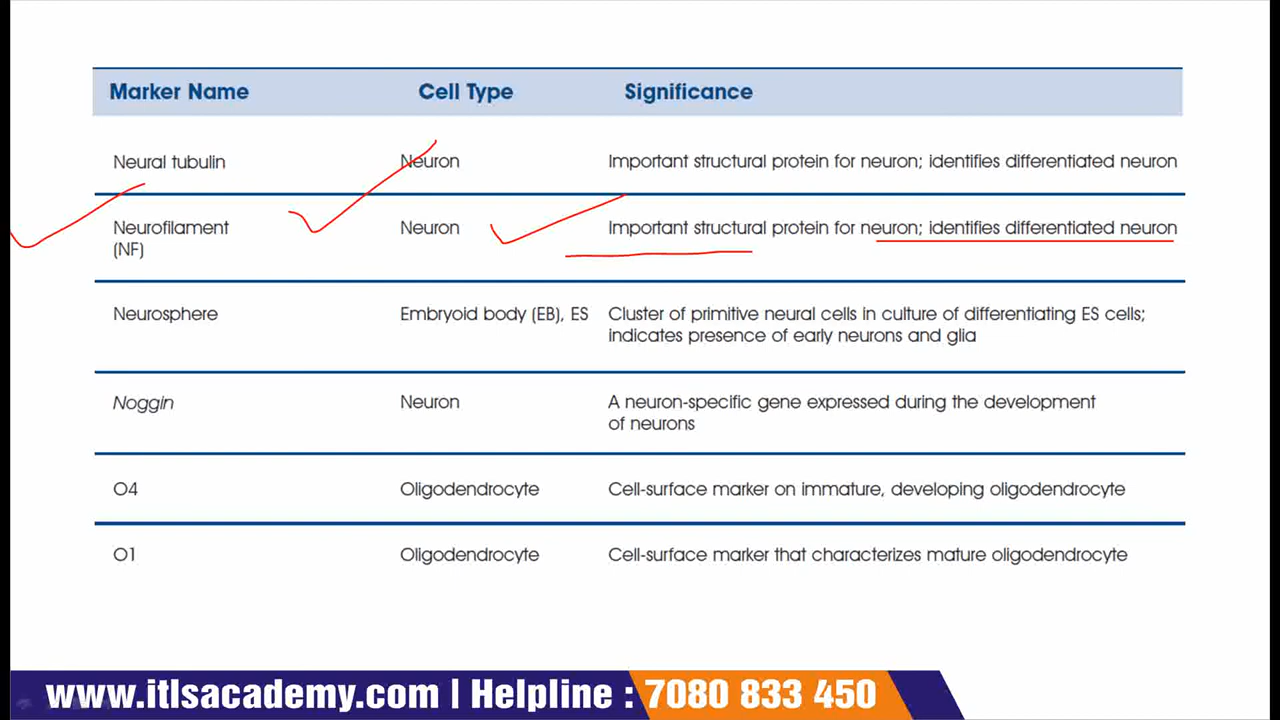 Marker Name Cell Type Significance
Neural tubulin Neuron Important structural protein for neuron; identifies differentiated neuron
Neurofilament Neuron Important structural protein for neuron; identifies differentiated neuron
(NF)
Neurosphere Embryoid body (EB), ES Cluster of primitive neural cells in culture of differentiating ES cells;
indicates presence of early neurons and glia
Noggin Neuron A neuron-specific gene expressed during the development
of neurons
O4 Oligodendrocyte Cell-surface marker on immature, developing oligodendrocyte
O1 Oligodendrocyte Cell-surface marker that characterizes mature oligodendrocyte
www.itlsacademy.com | Helpline : 7080 833 450